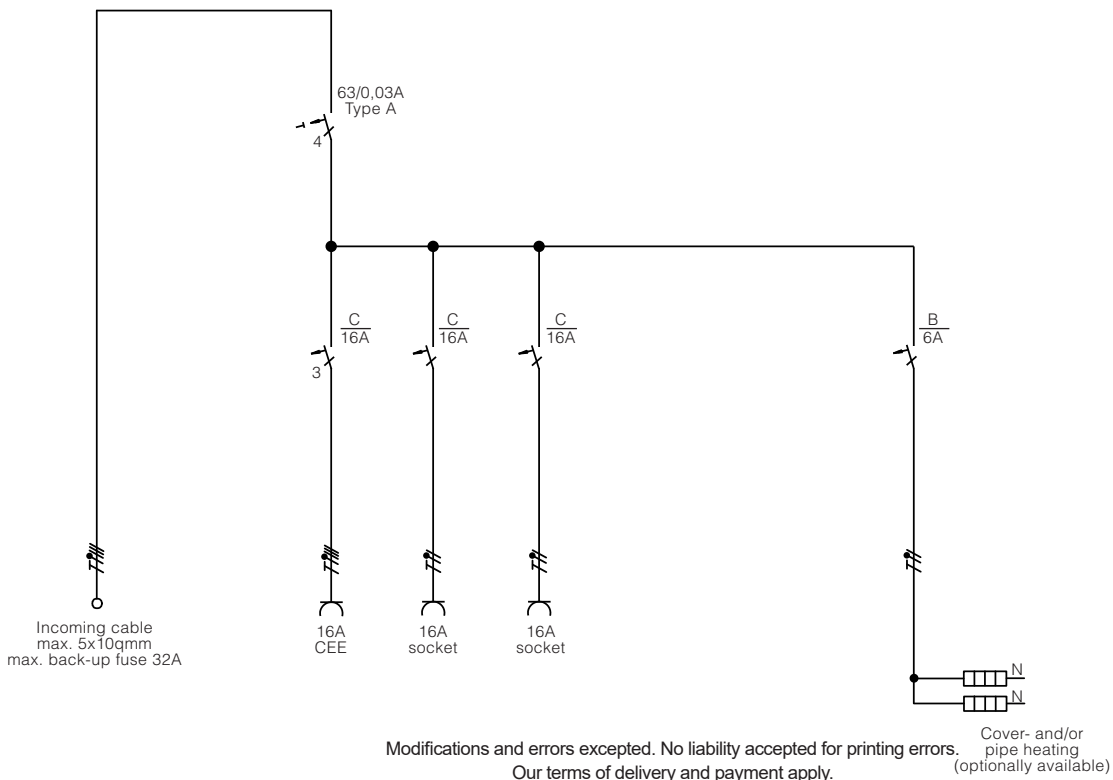 63/0,03A
Type A
4
C
16A
C
16A
C
16A
B
6A
3
Incoming cable
max. 5x10qmm
max. back-up fuse 32A
16A
CEE
16A
socket
16A
socket
N
N
Cover- and/or
pipe heating
(optionally available)
Modifications and errors excepted. No liability accepted for printing errors.
Our terms of delivery and payment apply.